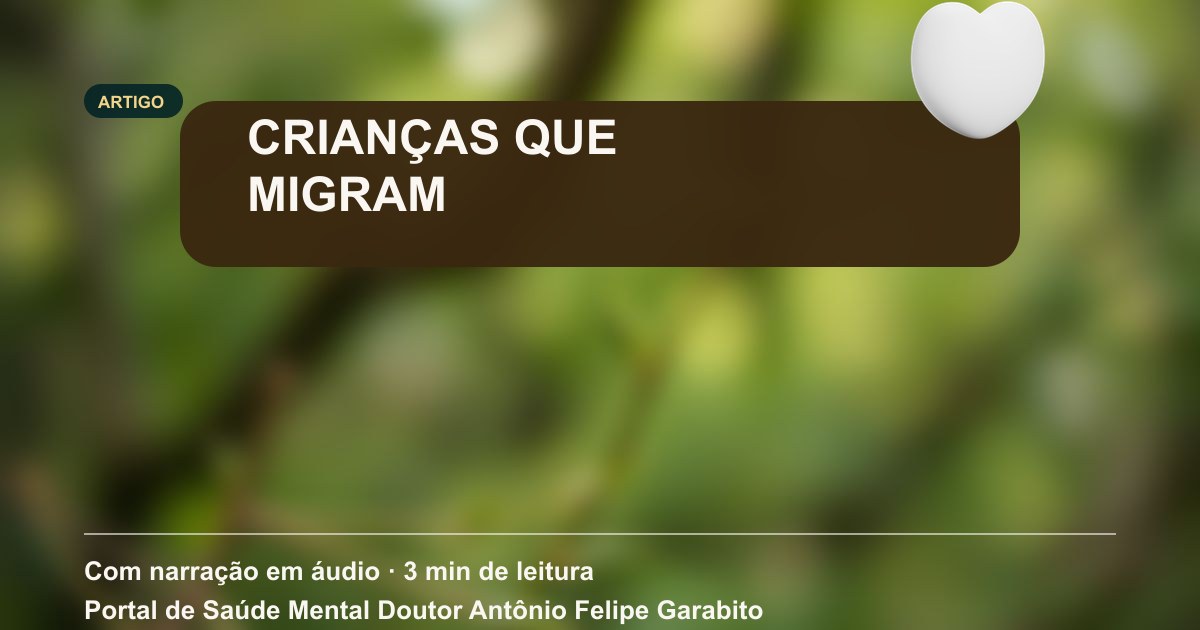 ARTIGO
CRIANÇAS QUE
MIGRAM
Com narração em áudio · 3 min de leitura
Portal de Saúde Mental Doutor Antônio Felipe Garabito